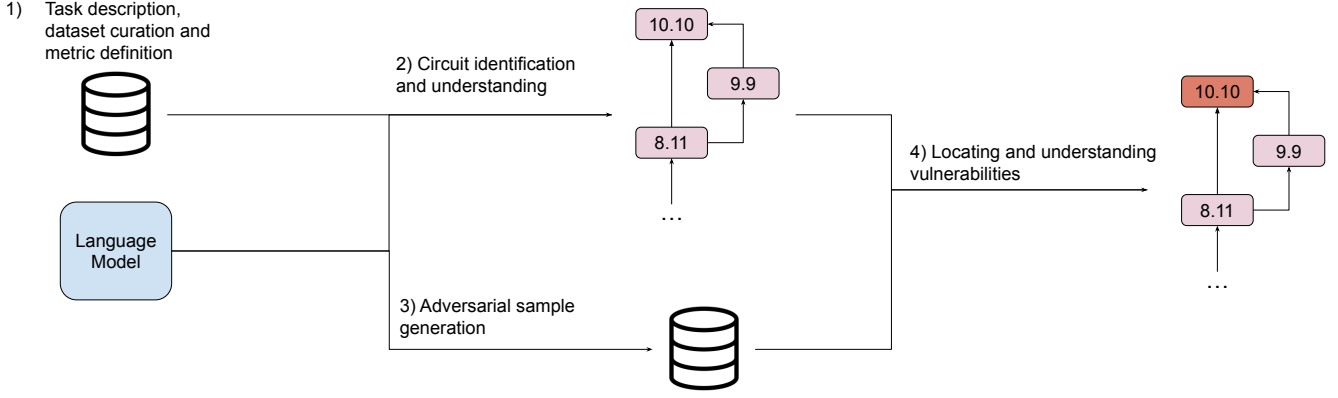 1) Task description,
dataset curation and
metric definition
2) Circuit identification
and understanding
10.10
9.9
8.11
...
Language
Model
3) Adversarial sample
generation
4) Locating and understanding
vulnerabilities
10.10
9.9
8.11
...